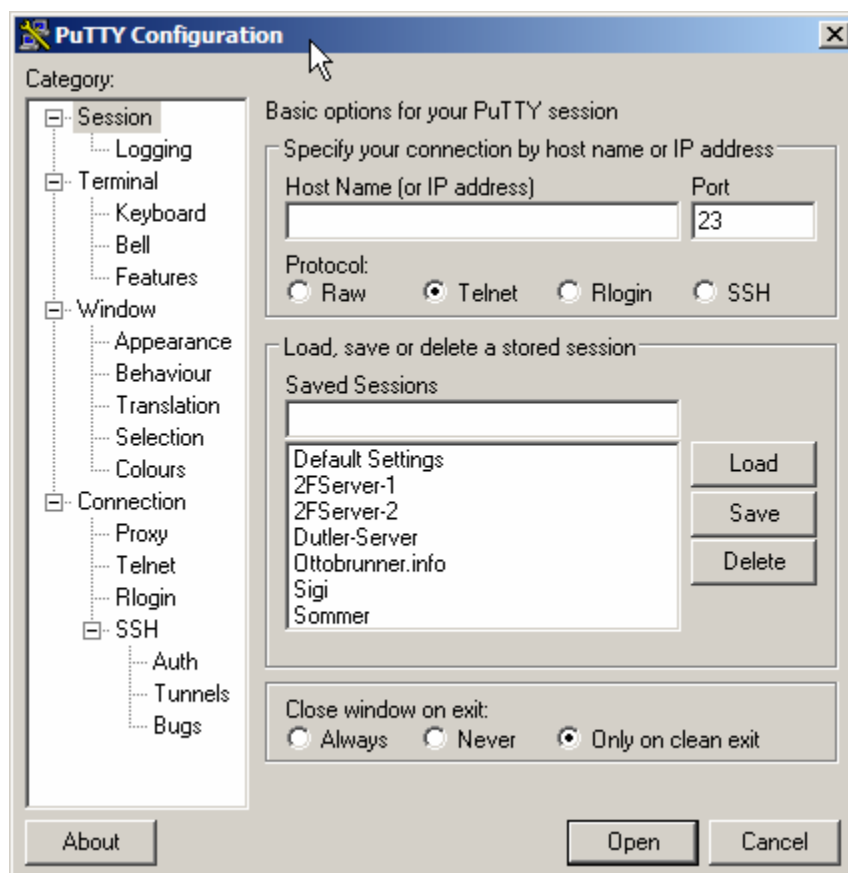 PuTTY Configuration
Category:
Session
Logging
Terminal
Keyboard
Bell
Features
Window
Appearance
Behaviour
Translation
Selection
Colours
Connection
Proxy
Telnet
Rlogin
SSH
Auth
Tunnels
Bugs
Basic options for your PuTTY session
Specify your connection by host name or IP address
Host Name (or IP address) Port
23
Protocol:
Raw Telnet Rlogin SSH
Load, save or delete a stored session
Saved Sessions
Default Settings
2FServer-1
2FServer-2
Dutler-Server
Ottobrunner.info
Sigi
Sommer
Load
Save
Delete
Close window on exit:
Always Never Only on clean exit
About Open Cancel